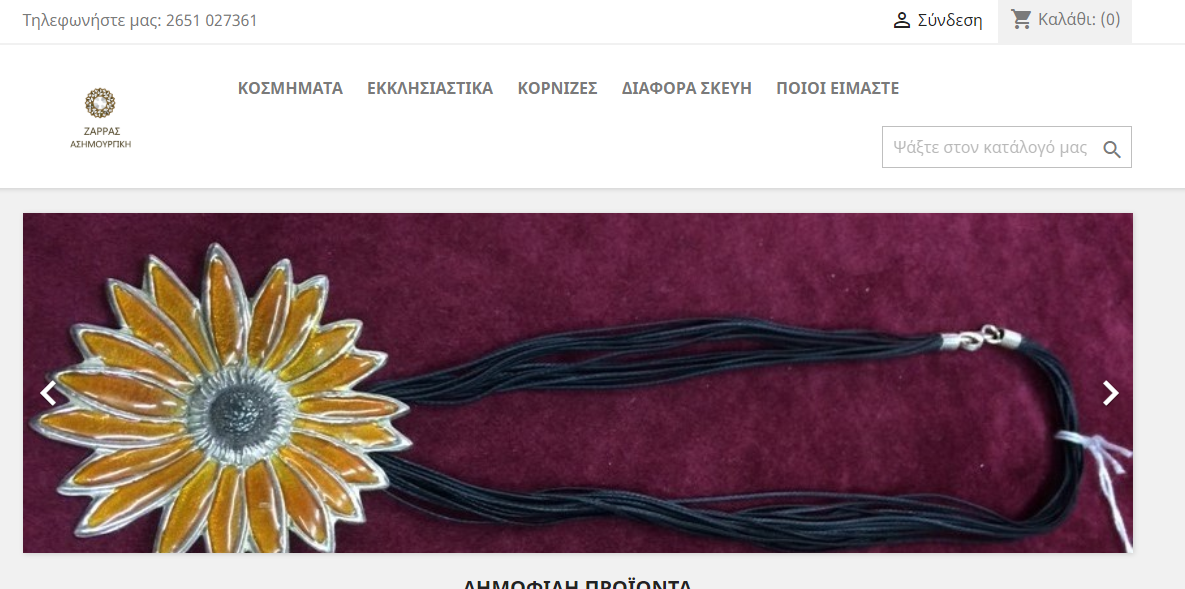 Τηλεφωνήστε μας: 2651 027361
Σύνδεση
Καλάθι: (0)
ΚΟΣΜΗΜΑΤΑ ΕΚΚΛΗΣΙΑΣΤΙΚΑ ΚΟΡΝΙΖΕΣ ΔΙΑΦΟΡΑ ΣΚΕΥΗ ΠΟΙΟΙ ΕΙΜΑΣΤΕ
ΖΑΡΡΑΣ
ΑΣΗΜΟΥΡΓΙΚΗ
Ψάξτε στον κατάλογό μας
ΔΗΜΟΦΙΛΗ ΠΡΟΪΟΝΤΑ